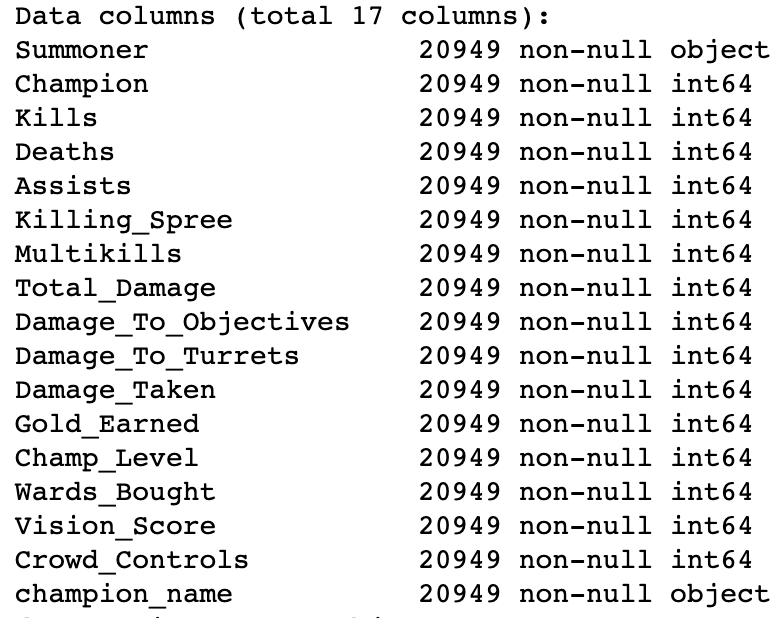 Data columns (total 17 columns):
Summoner 20949 non-null object
Champion 20949 non-null int64
Kills 20949 non-null int64
Deaths 20949 non-null int64
Assists 20949 non-null int64
Killing_Spree 20949 non-null int64
Multikills 20949 non-null int64
Total_Damage 20949 non-null int64
Damage_To_Objectives 20949 non-null int64
Damage_To_Turrets 20949 non-null int64
Damage_Taken 20949 non-null int64
Gold_Earned 20949 non-null int64
Champ_Level 20949 non-null int64
Wards_Bought 20949 non-null int64
Vision_Score 20949 non-null int64
Crowd_Controls 20949 non-null int64
champion_name 20949 non-null object